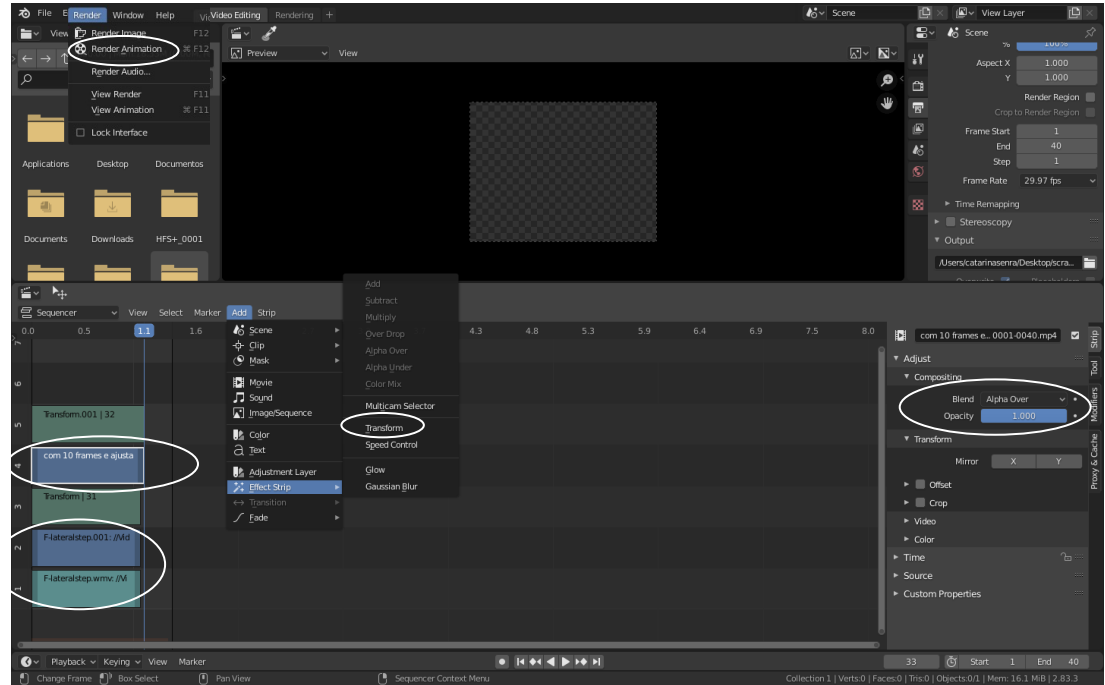 File Render Window Help Video Editing Rendering + Scene View Layer
View Render Image F12 Preview View Scene
Render Animation ⌘ F12 % 100%
Render Audio... Aspect X 1.000
Y 1.000
View Render F11 Render Region
View Animation ⌘ F11 Crop to Render Region
Lock Interface Frame Start 1
End 40
Applications Desktop Documentos Step 1
Frame Rate 29.97 fps
Time Remapping
Stereoscopy
Documents Downloads HFS+_0001 Output
/Users/catarinasenra/Desktop/scra...
Sequencer View Select Marker Add Strip
0.0 0.5 1.1 1.6 4.3 4.8 5.3 5.9 6.4 6.9 7.5 8.0
Scene
Clip
Mask
Movie
Sound
Image/Sequence
Color
Text
Adjustment Layer
Effect Strip
Transition
Fade
Add
Subtract
Multiply
Over Drop
Alpha Over
Alpha Under
Color Mix
Multicam Selector
Transform
Speed Control
Glow
Gaussian Blur
6
Transform.001 | 32
5
com 10 frames e ajusta
4
Transform | 31
3
F-lateralstep.001: //Vid
2
F-lateralstep.wmv: //Vi
1
com 10 frames e.. 0001-0040.mp4
Adjust
Compositing
Blend Alpha Over
Opacity 1.000
Transform
Mirror X Y
Offset
Crop
Video
Color
Time
Source
Custom Properties
Strip
Tool
Modifiers
Proxy & Cache
Playback Keying View Marker 33 Start 1 End 40
Change Frame Box Select Pan View Sequencer Context Menu Collection 1 | Verts:0 | Faces:0 | Tris:0 | Objects:0/1 | Mem: 16.1 MiB | 2.83.3